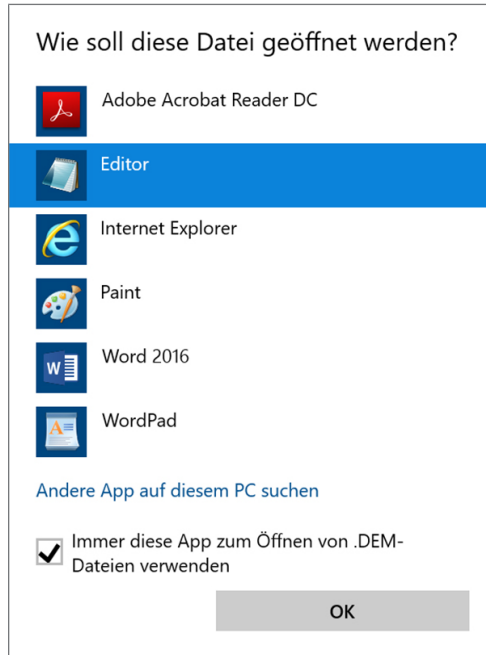 Wie soll diese Datei geöffnet werden?
Adobe Acrobat Reader DC
Editor
Internet Explorer
Paint
Word 2016
WordPad
Andere App auf diesem PC suchen
Immer diese App zum Öffnen von .DEM-
Dateien verwenden
OK